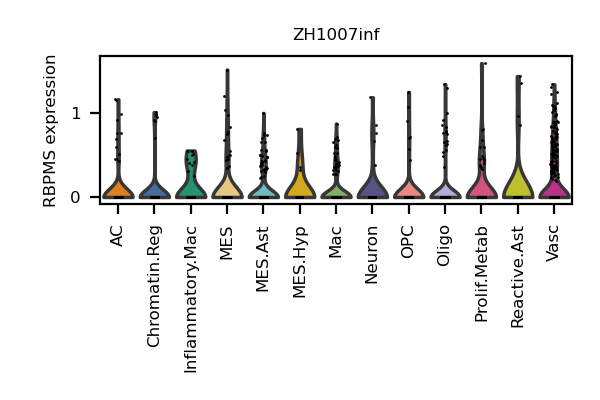 ZH1007inf
RBPMS expression
1
0
AC
Chromatin.Reg
Inflammatory.Mac
MES
MES.Ast
MES.Hyp
Mac
Neuron
OPC
Oligo
Prolif.Metab
Reactive.Ast
Vasc